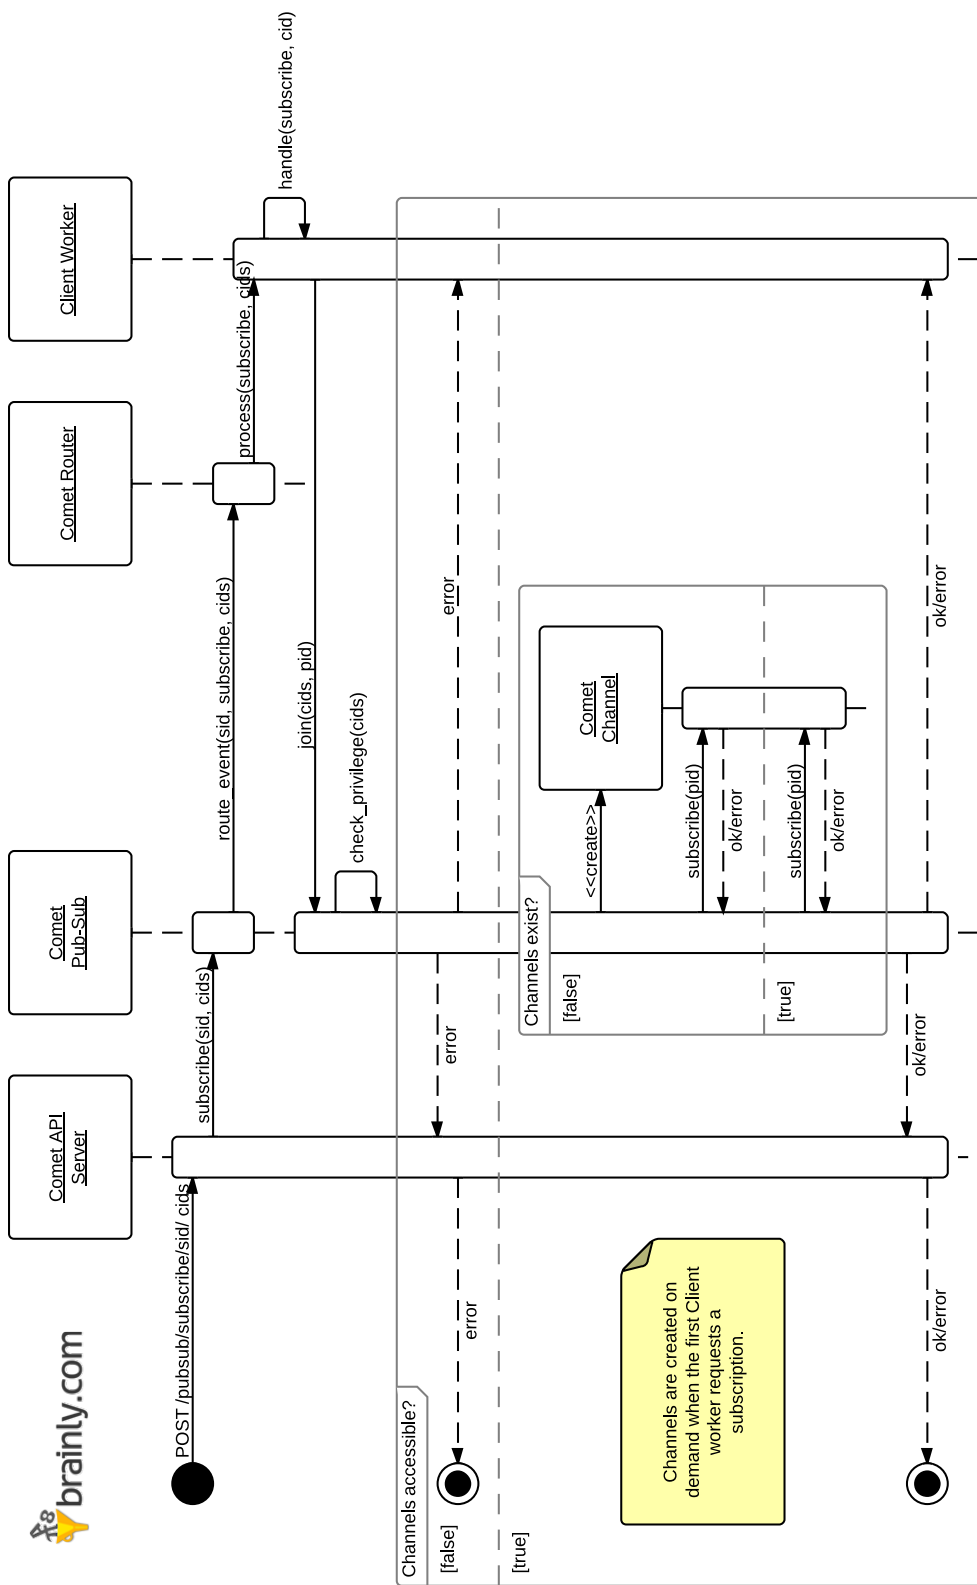 brainly.com
Comet API
Server
Comet
Pub-Sub
Comet Router
Client Worker
POST /pubsub/subscribe/sid/ cids
subscribe(sid, cids)
route_event(sid, subscribe, cids)
process(subscribe, cids)
handle(subscribe, cid)
join(cids, pid)
check_privilege(cids)
Channels accessible?
[false]
error
error
error
[true]
Channels exist?
[false]
<<create>>
Comet
Channel
subscribe(pid)
ok/error
[true]
subscribe(pid)
ok/error
Channels are created on
demand when the first Client
worker requests a
subscription.
ok/error
ok/error
ok/error